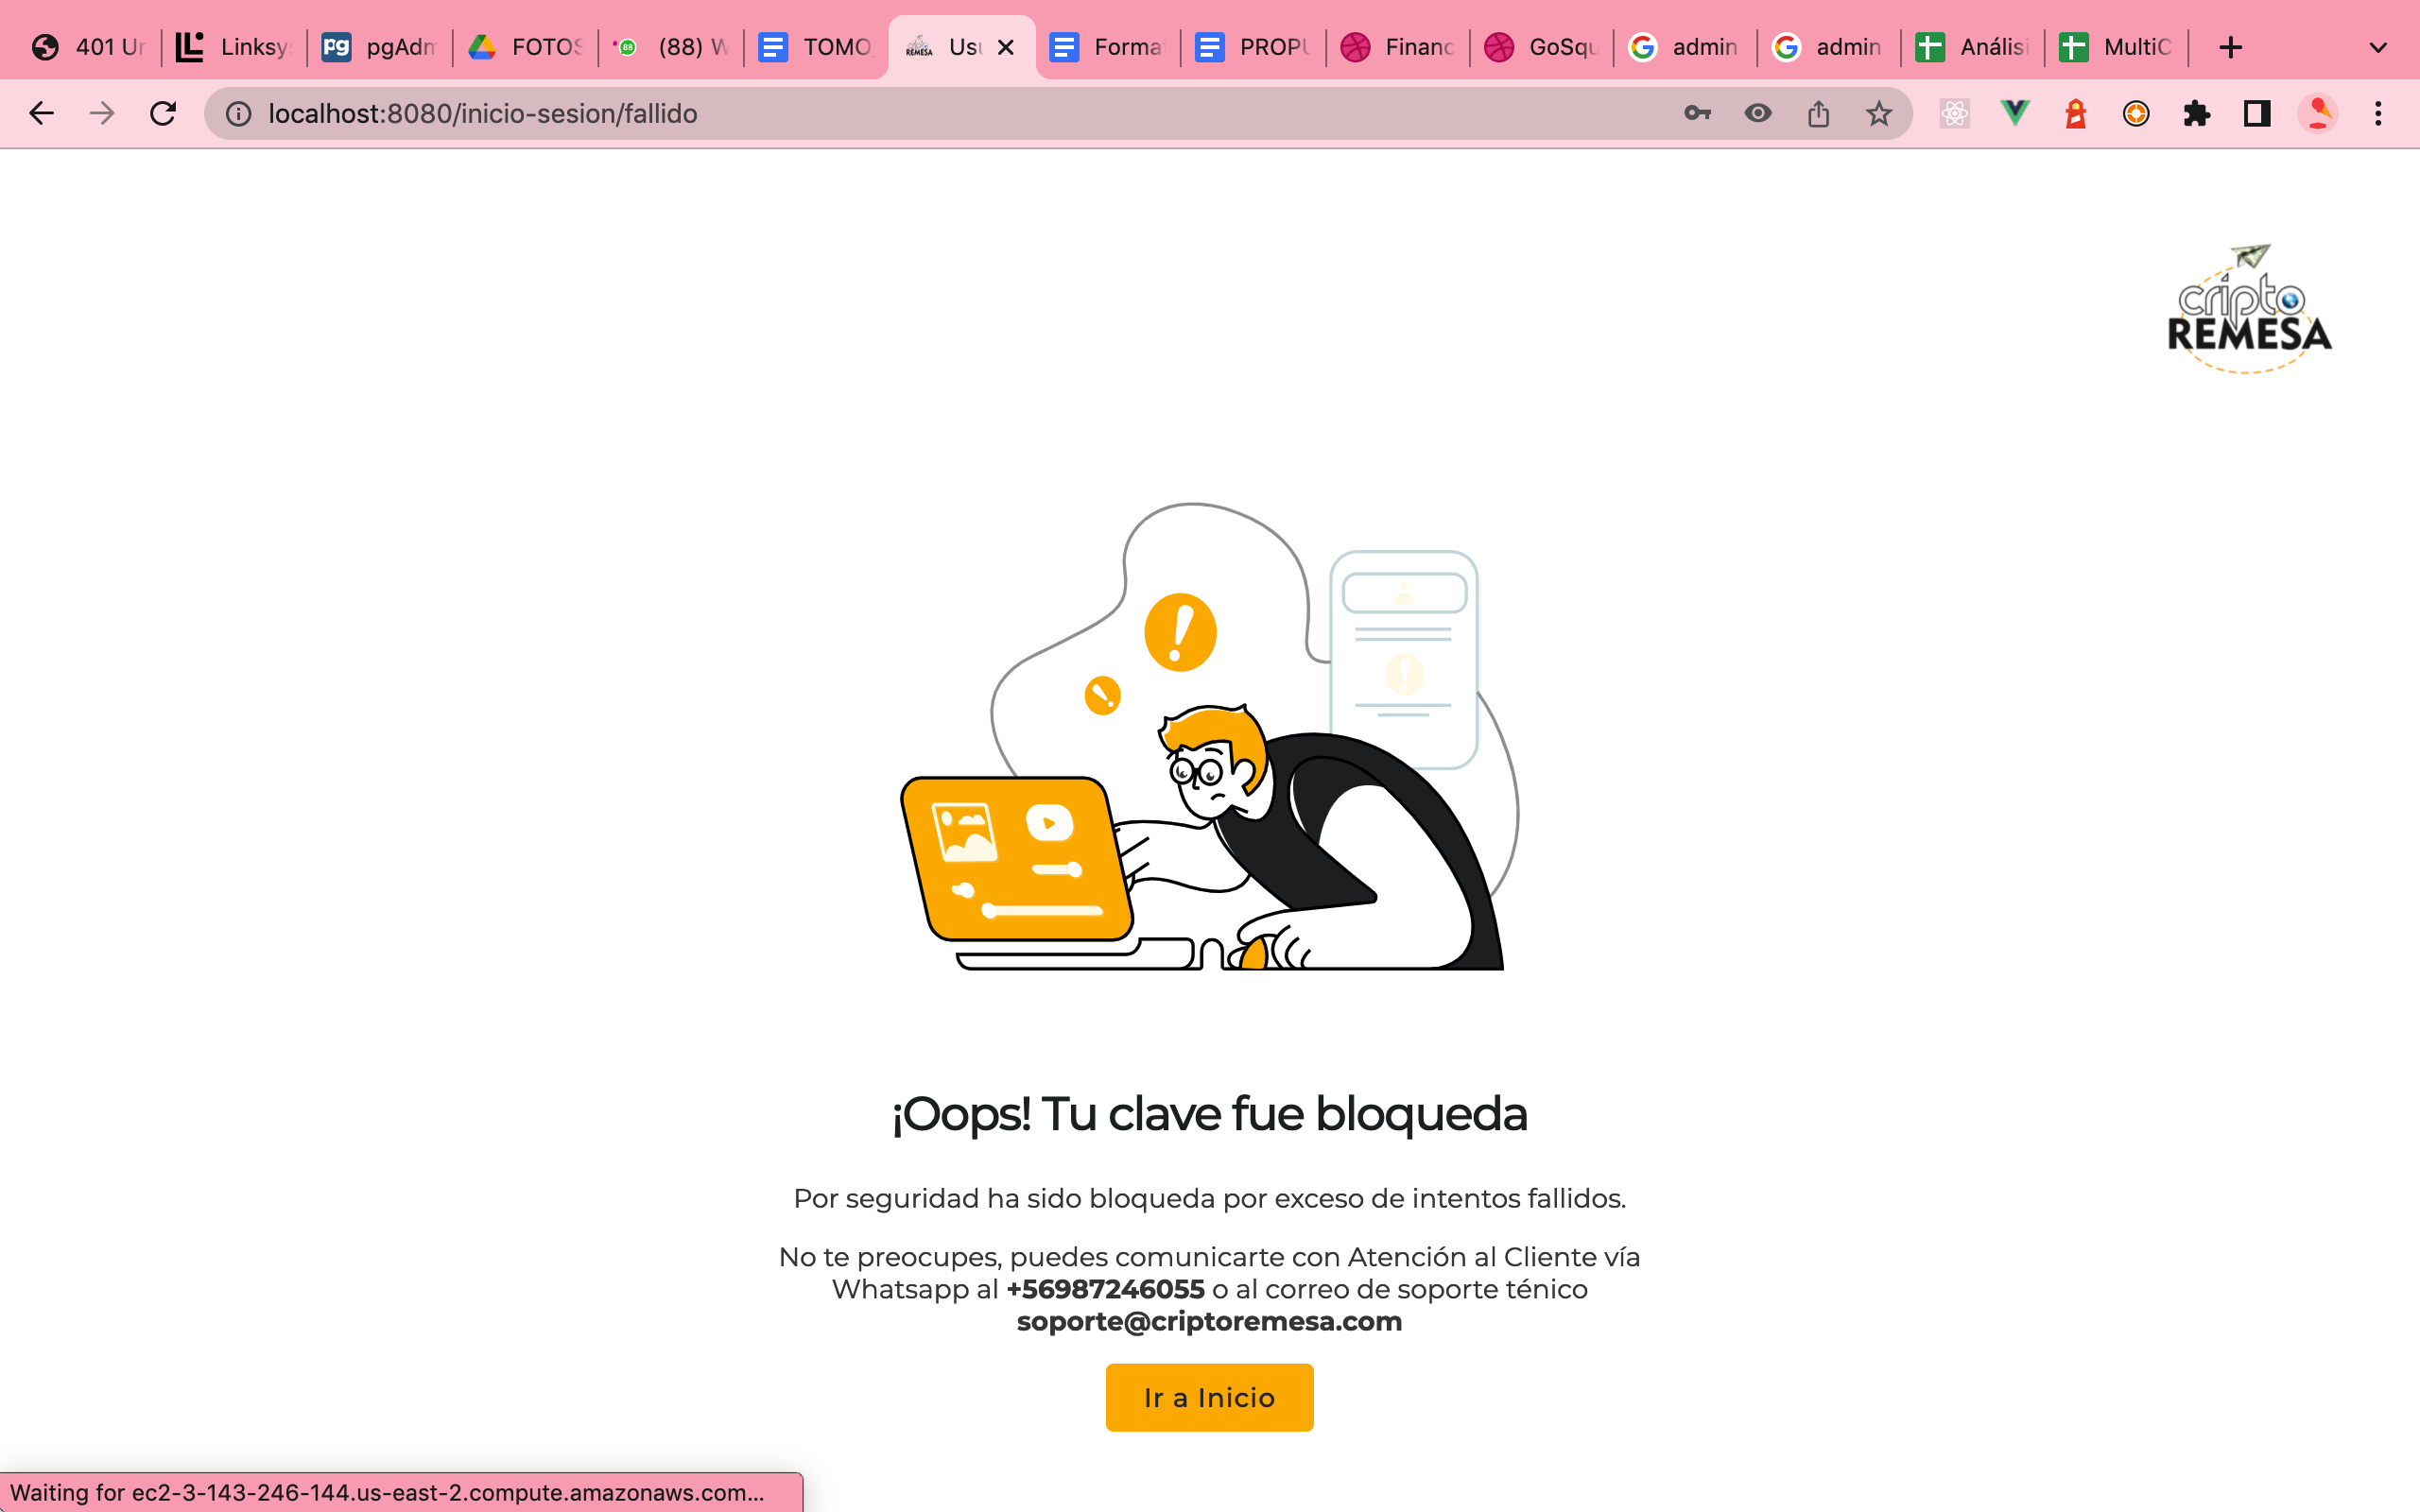 401 Ur
Linksy
pgAdm
FOTOS
(88) W
TOMO
Usu
Forma
PROPU
Financ
GoSqu
admin
admin
Anális
MultiC
localhost:8080/inicio-sesion/fallido
cripto
REMESA
¡Oops! Tu clave fue bloqueda
Por seguridad ha sido bloqueda por exceso de intentos fallidos.
No te preocupes, puedes comunicarte con Atención al Cliente vía
Whatsapp al +56987246055 o al correo de soporte ténico
soporte@criptoremesa.com
Ir a Inicio
Waiting for ec2-3-143-246-144.us-east-2.compute.amazonaws.com...